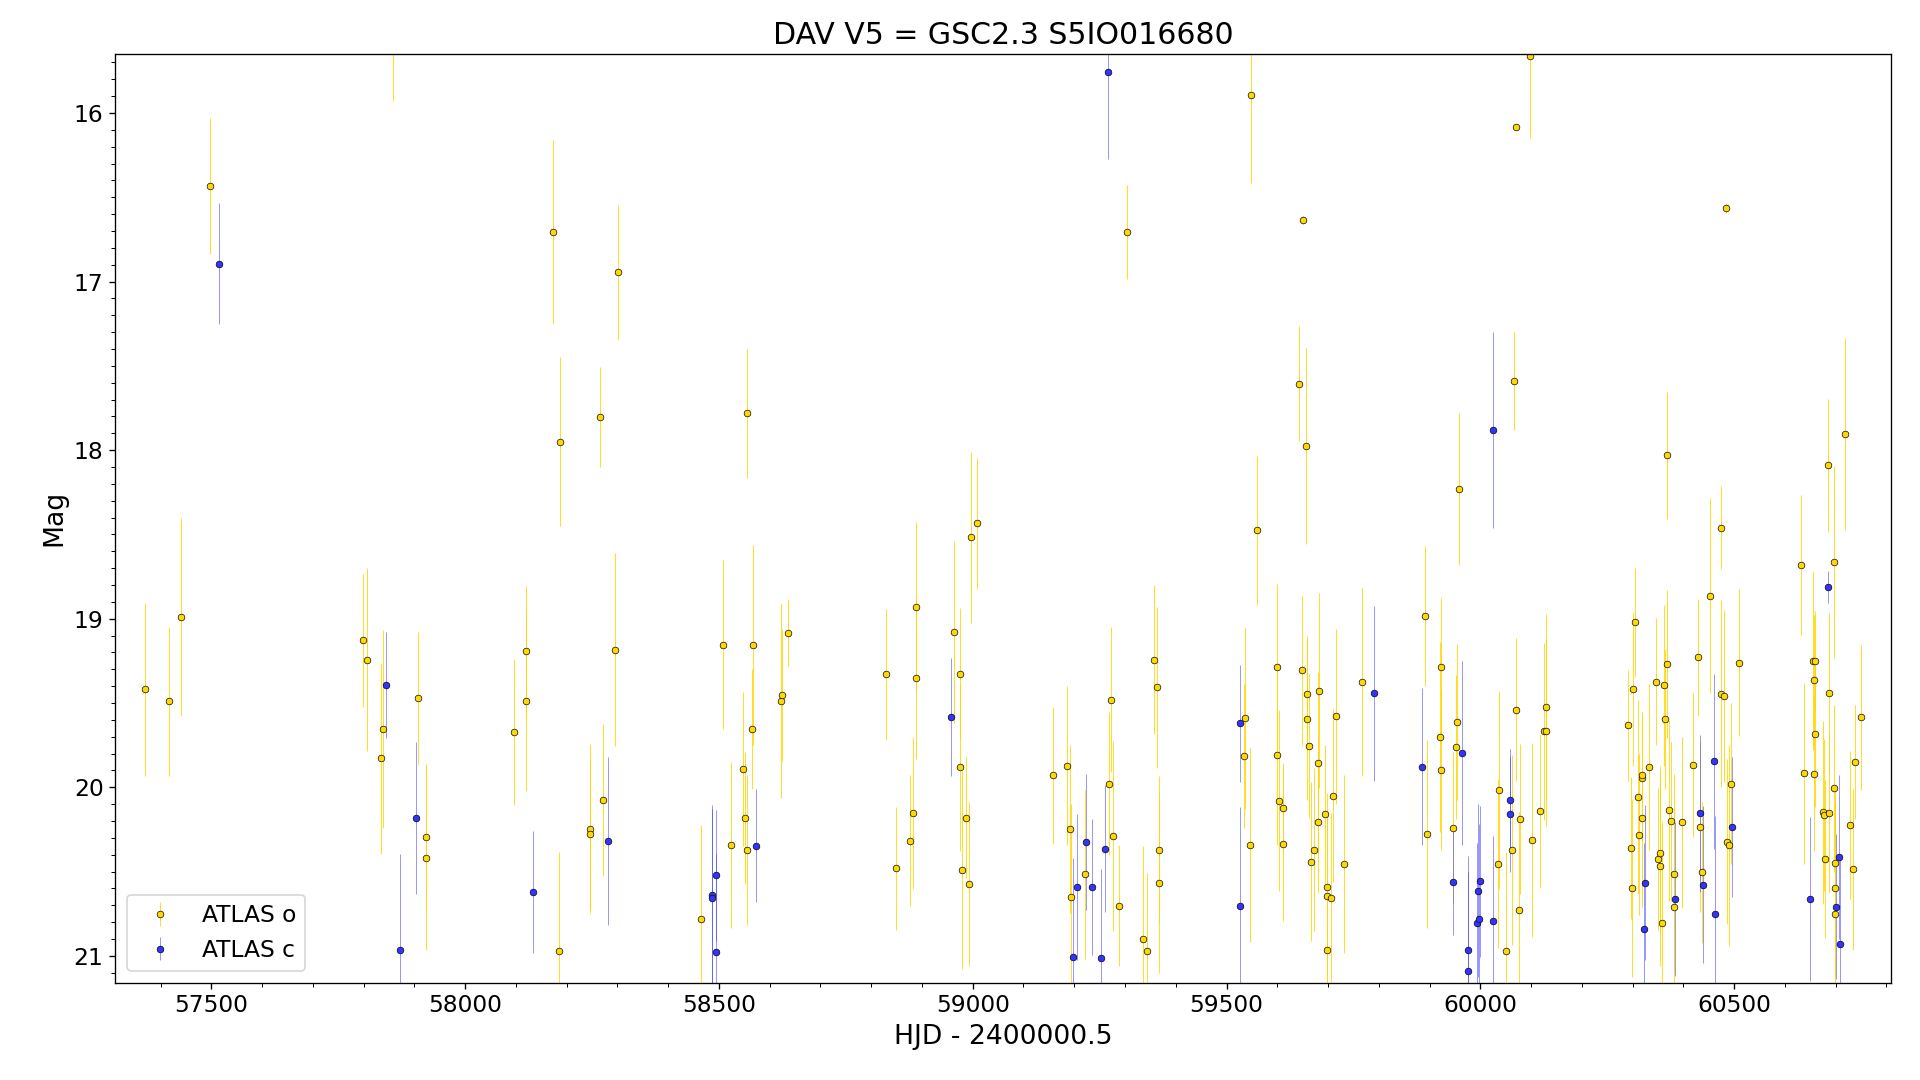 DAV V5 = GSC2.3 S5IO016680
16
17
18
19
20
21
Mag
ATLAS o
ATLAS c
57500
58000
58500
59000
59500
60000
60500
HJD - 2400000.5